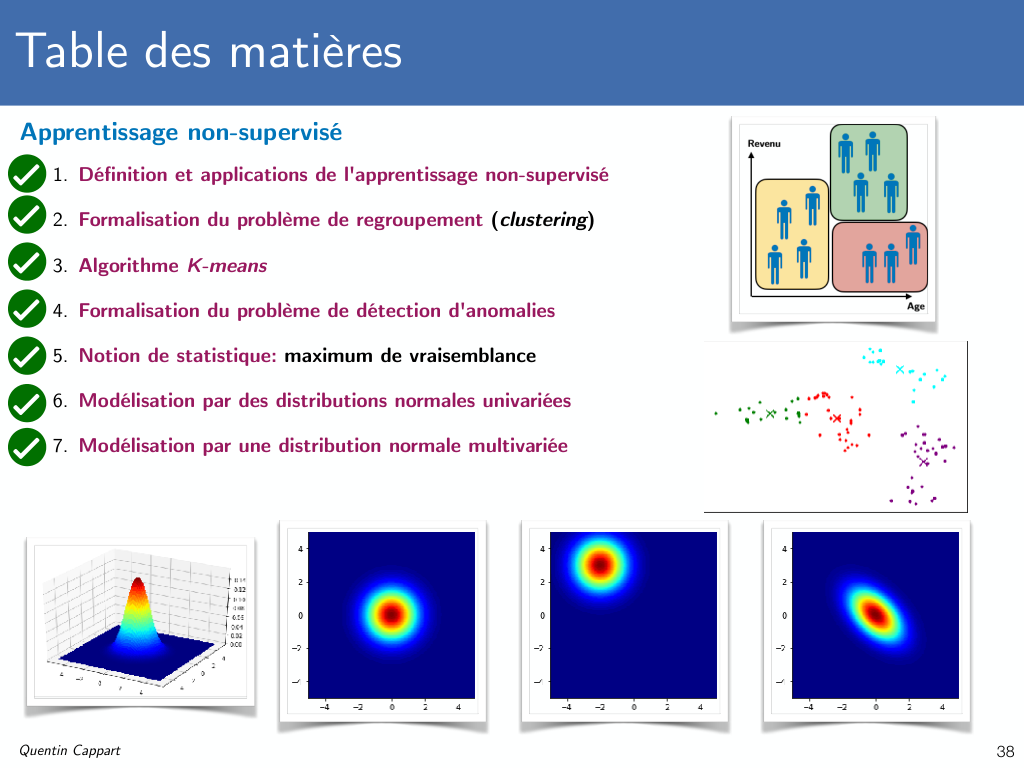 Table des matières
Apprentissage non-supervisé
1. Définition et applications de l'apprentissage non-supervisé
2. Formalisation du problème de regroupement (clustering)
3. Algorithme K-means
4. Formalisation du problème de détection d'anomalies
5. Notion de statistique: maximum de vraisemblance
6. Modélisation par des distributions normales univariées
7. Modélisation par une distribution normale multivariée
Revenu
Age
4
2
0
−2
−4 −2 0 2 4
4
2
0
−2
−4 −2 0 2 4
4
2
0
−2
−4 −2 0 2 4
Quentin Cappart
38